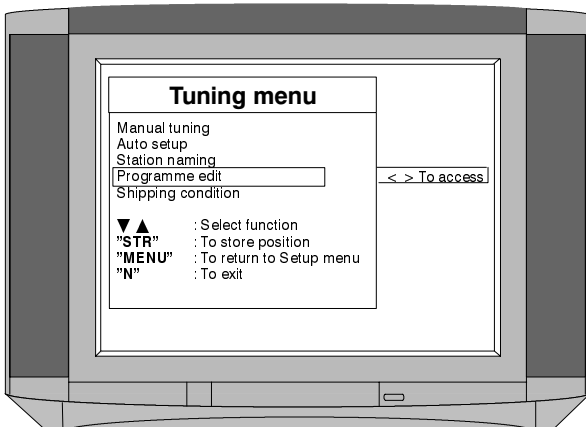 Tuning menu
Manual tuning
Auto setup
Station naming
Programme edit
< > To access
Shipping condition
▼ ▲ : Select function
”STR” : To store position
”MENU” : To return to Setup menu
”N” : To exit